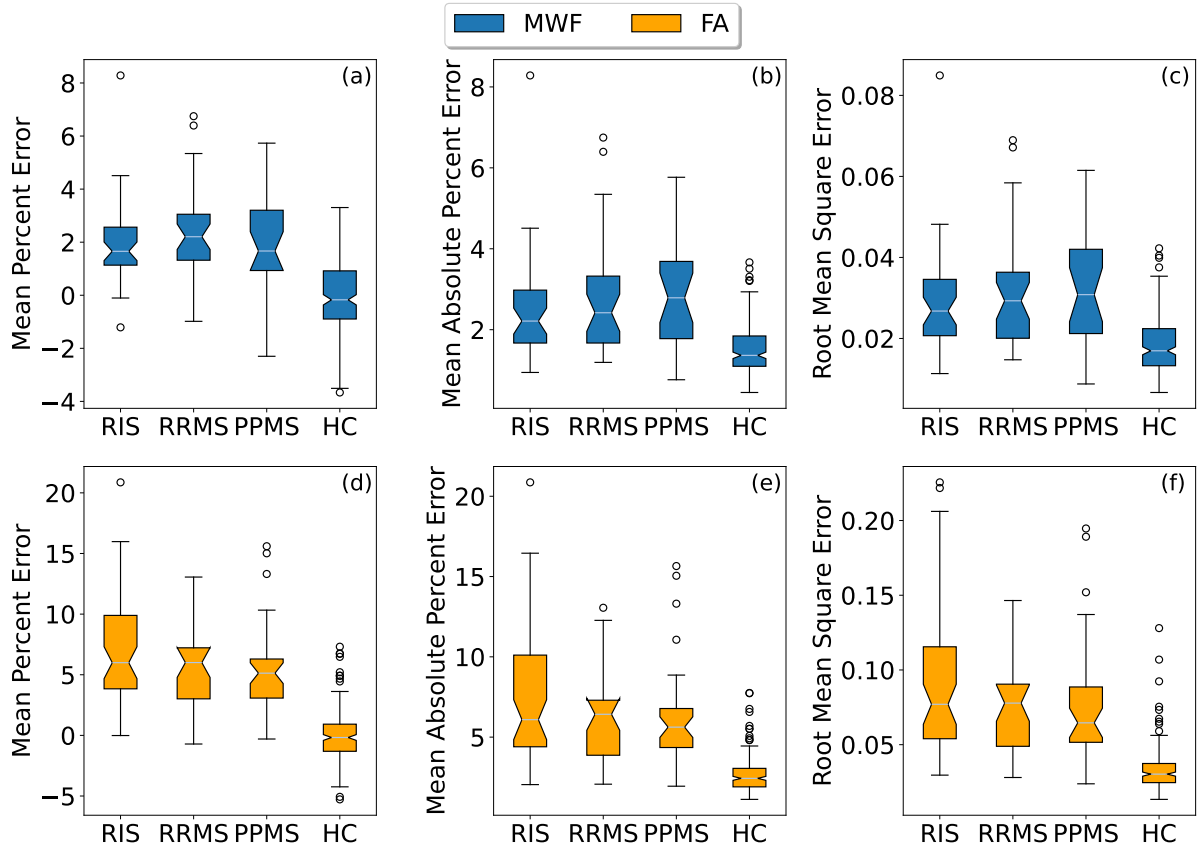 MWF FA
(a)
Mean Percent Error
8
6
4
2
0
−2
−4
RIS RRMS PPMS HC
(b)
Mean Absolute Percent Error
8
6
4
2
RIS RRMS PPMS HC
(c)
Root Mean Square Error
0.08
0.06
0.04
0.02
RIS RRMS PPMS HC
(d)
Mean Percent Error
20
15
10
5
0
−5
RIS RRMS PPMS HC
(e)
Mean Absolute Percent Error
20
15
10
5
RIS RRMS PPMS HC
(f)
Root Mean Square Error
0.20
0.15
0.10
0.05
RIS RRMS PPMS HC